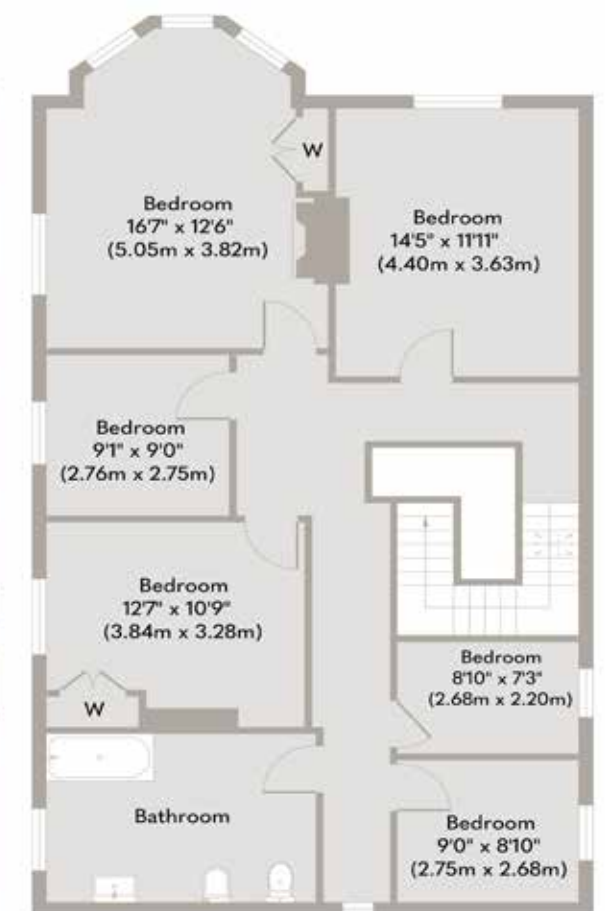 Bedroom
16'7" x 12'6"
(5.05m x 3.82m)
W
Bedroom
14'5" x 11'11"
(4.40m x 3.63m)
Bedroom
9'1" x 9'0"
(2.76m x 2.75m)
Bedroom
12'7" x 10'9"
(3.84m x 3.28m)
W
Bedroom
8'10" x 7'3"
(2.68m x 2.20m)
Bathroom
Bedroom
9'0" x 8'10"
(2.75m x 2.68m)